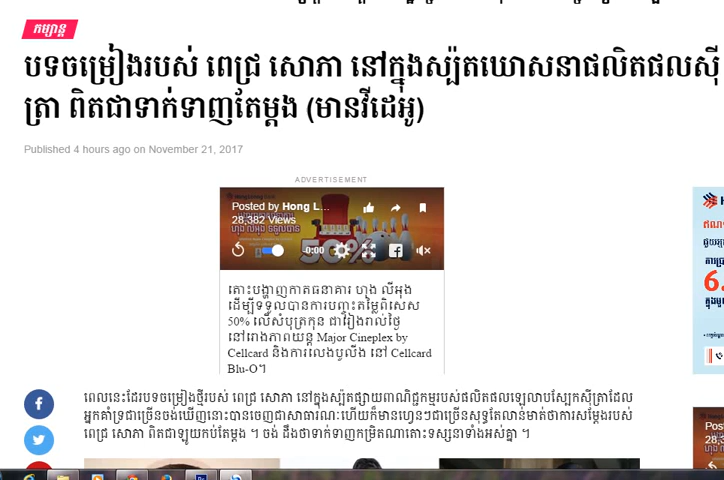 កម្សាន្ត
បទចម្រៀងរបស់ ពេជ្រ សោភា នៅក្នុងស្ប៉តឃោសនាផលិតផលស៊ី
ត្រា ពិតជាទាក់ទាញតែម្តង (មានវីដេអូ)
Published 4 hours ago on November 21, 2017
ADVERTISEMENT
Posted by Hong L...
28,382 Views
50%
-0:00
តោះបង្ហាញកាតធនាគារ ហុង លីអុង
ដើម្បីទទួលបានការបញ្ចុះតម្លៃពិសេស
50% លើសំបុត្រកុន ជារៀងរាល់ថ្ងៃ
នៅរោងភាពយន្ត Major Cineplex by
Cellcard និងការលេងបូលីង នៅ Cellcard
Blu-O។
ពេលនេះដែរបទចម្រៀងថ្មីរបស់ ពេជ្រ សោភា នៅក្នុងស្ប៉តផ្សាយពាណិជ្ជកម្មរបស់ផលិតផលឡេលាបស្បែកស៊ីត្រាដែល
អ្នកគាំទ្រជាច្រើនចង់ឃើញនោះបានចេញជាសាធារណៈហើយក៏មានហ្វេនៗជាច្រើនសុទ្ធតែលាន់មាត់ថាការសម្តែងរបស់
ពេជ្រ សោភា ពិតជាឡូយកប់តែម្តង ។ ចង់ ដឹងថាទាក់ទាញកម្រិតណាតោះទស្សនាទាំងអស់គ្នា ។
6.
Pos
28,3